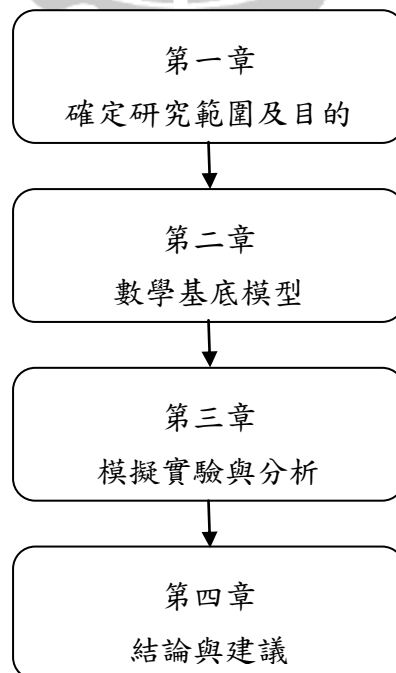 第一章
確定研究範圍及目的
第二章
數學基底模型
第三章
模擬實驗與分析
第四章
結論與建議